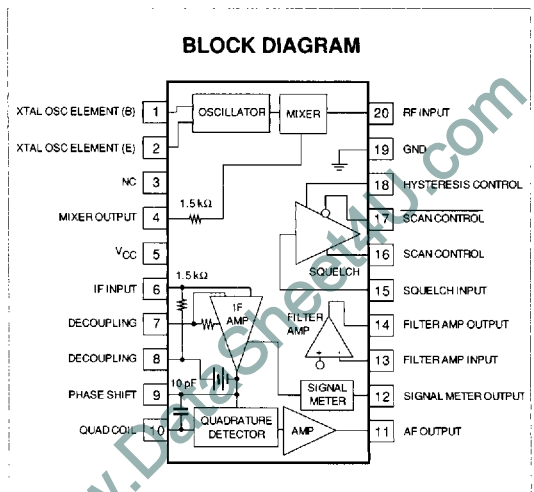 BLOCK DIAGRAM
XTAL OSC ELEMENT (B) 1
XTAL OSC ELEMENT (E) 2
NC 3
MIXER OUTPUT 4
VCC 5
IF INPUT 6
DECOUPLING 7
DECOUPLING 8
PHASE SHIFT 9
QUAD COIL 10
OSCILLATOR
MIXER
1.5 kΩ
1.5 kΩ
IF AMP
10 pF
QUADRATURE DETECTOR
AMP
SQUELCH
FILTER AMP
+ -
SIGNAL METER
20 RF INPUT
19 GND
18 HYSTERESIS CONTROL
17 SCAN CONTROL
16 SCAN CONTROL
15 SQUELCH INPUT
14 FILTER AMP OUTPUT
13 FILTER AMP INPUT
12 SIGNAL METER OUTPUT
11 AF OUTPUT
www.DataSheet4U.com